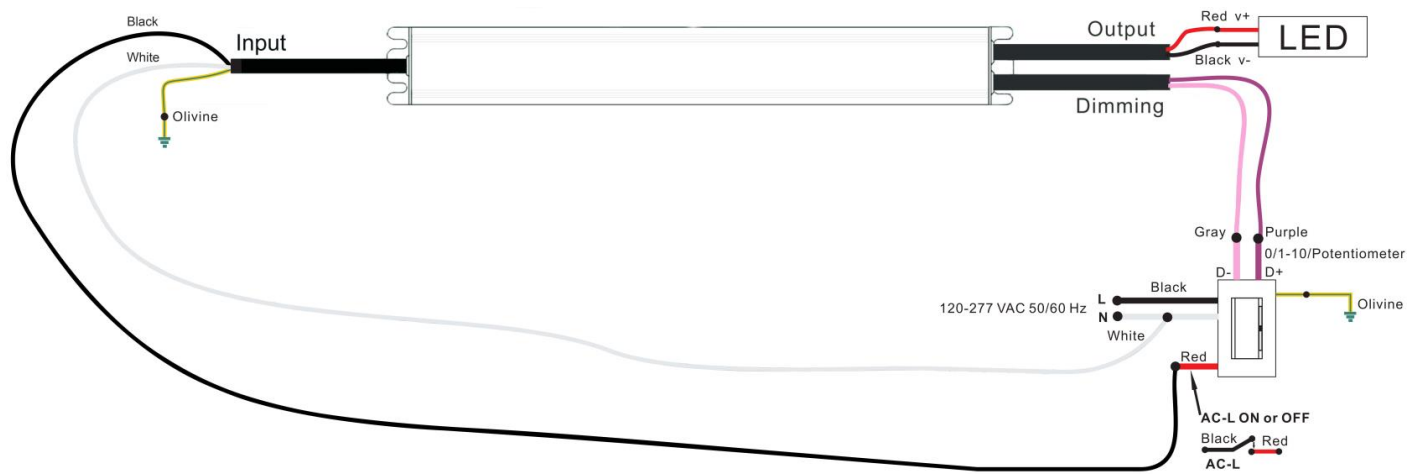 Black
White
Input
Olivine
Output
Dimming
Red v+
Black v-
LED
Gray
Purple
0/1-10/Potentiometer
D-
D+
Black
L
120-277 VAC 50/60 Hz
N
White
Olivine
Red
AC-L ON or OFF
Black
Red
AC-L